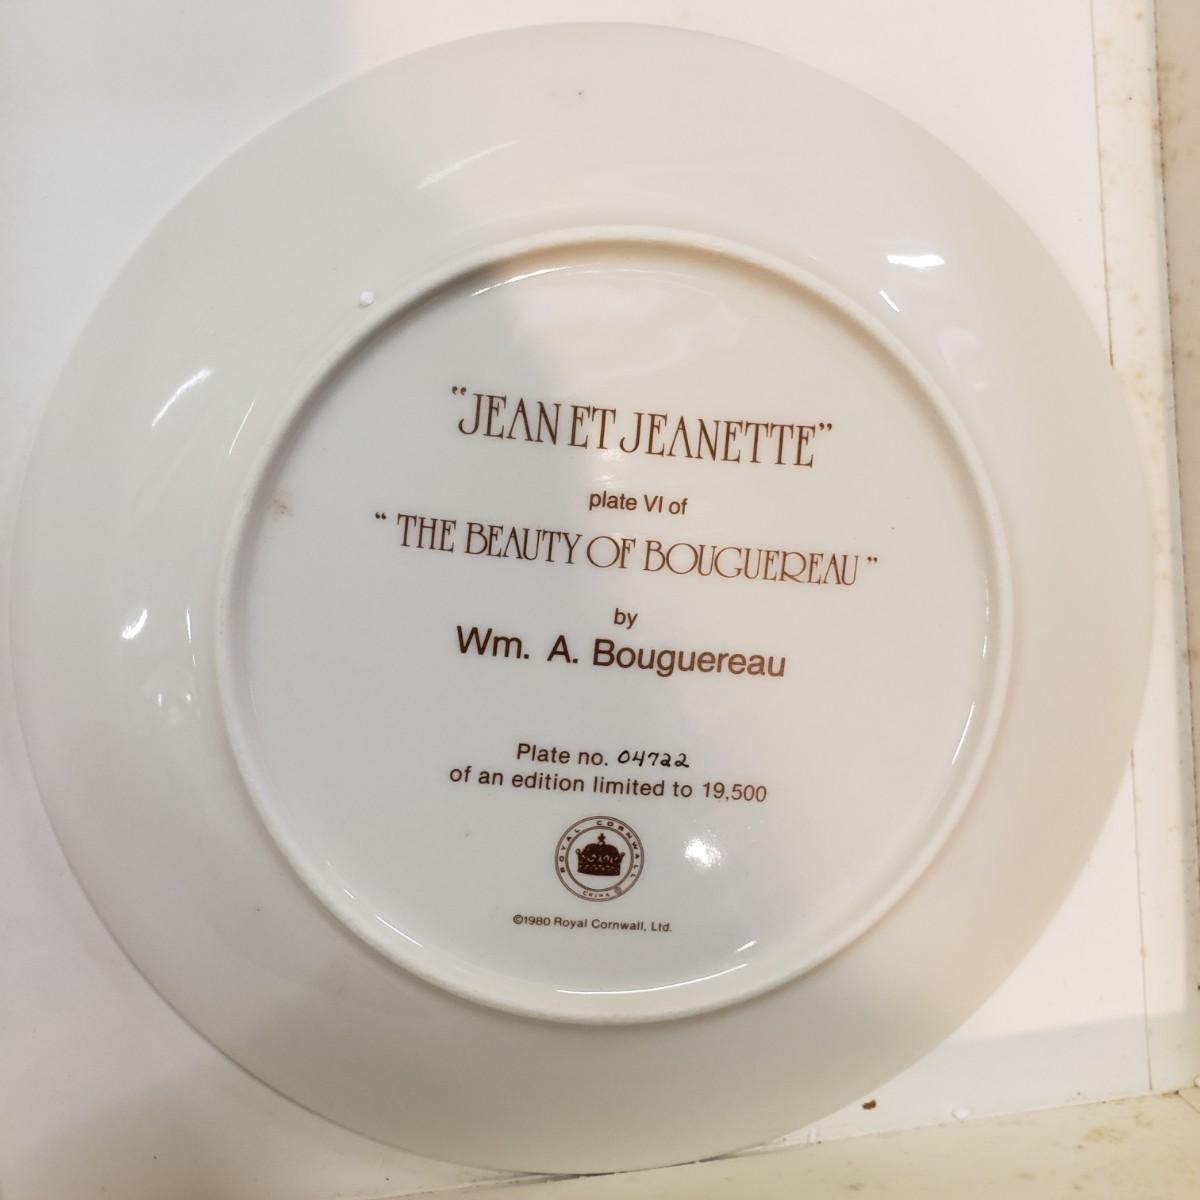 "JEAN ET JEANETTE"
plate VI of
" THE BEAUTY OF BOUGUEREAU "
by
Wm. A. Bouguereau
Plate no. 04722
of an edition limited to 19,500
ROYAL CORNWALL
CHINA ®
©1980 Royal Cornwall, Ltd.